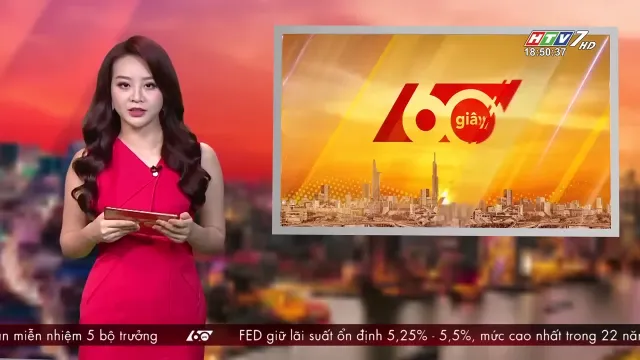 HTV7 HD
18:50:37
60 giây
miễn nhiệm 5 bộ trưởng 60 FED giữ lãi suất ổn định 5,25% - 5,5%, mức cao nhất trong 22